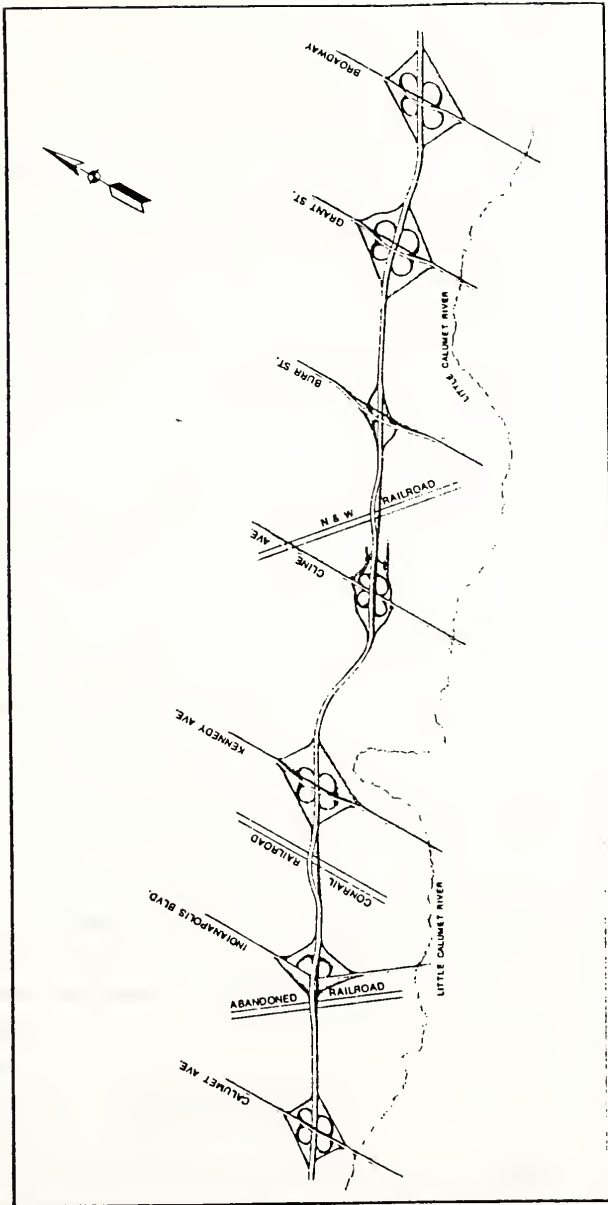 BROADWAY
GRANT ST.
LITTLE CALUMET RIVER
BURR ST.
N & W RAILROAD
CLINE AVE.
KENNEDY AVE.
CONRAIL RAILROAD
INDIANAPOLIS BLVD.
LITTLE CALUMET RIVER
ABANDONED RAILROAD
CALUMET AVE.